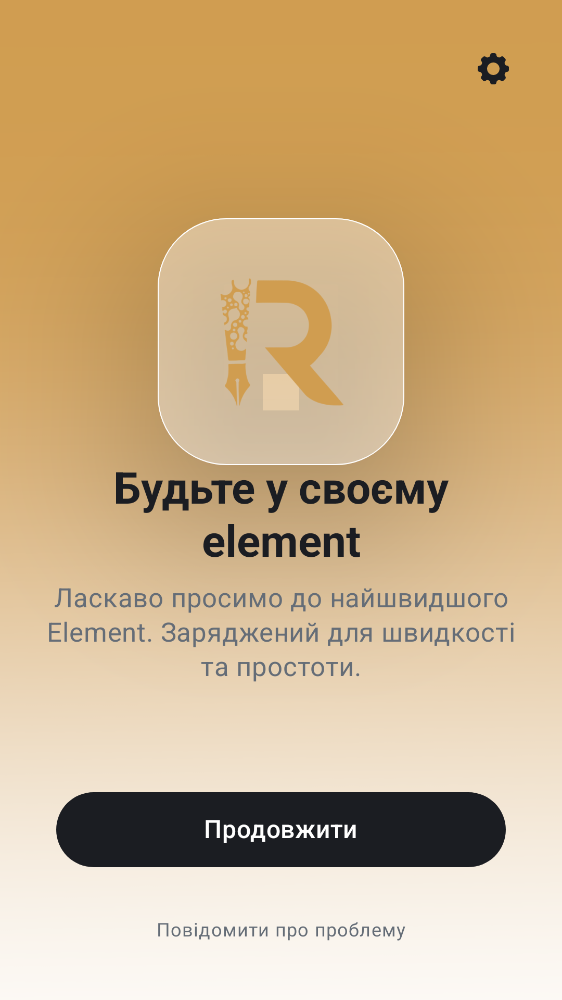 R
Будьте у своєму
element
Ласкаво просимо до найшвидшого
Element. Заряджений для швидкості
та простоти.
Продовжити
Повідомити про проблему